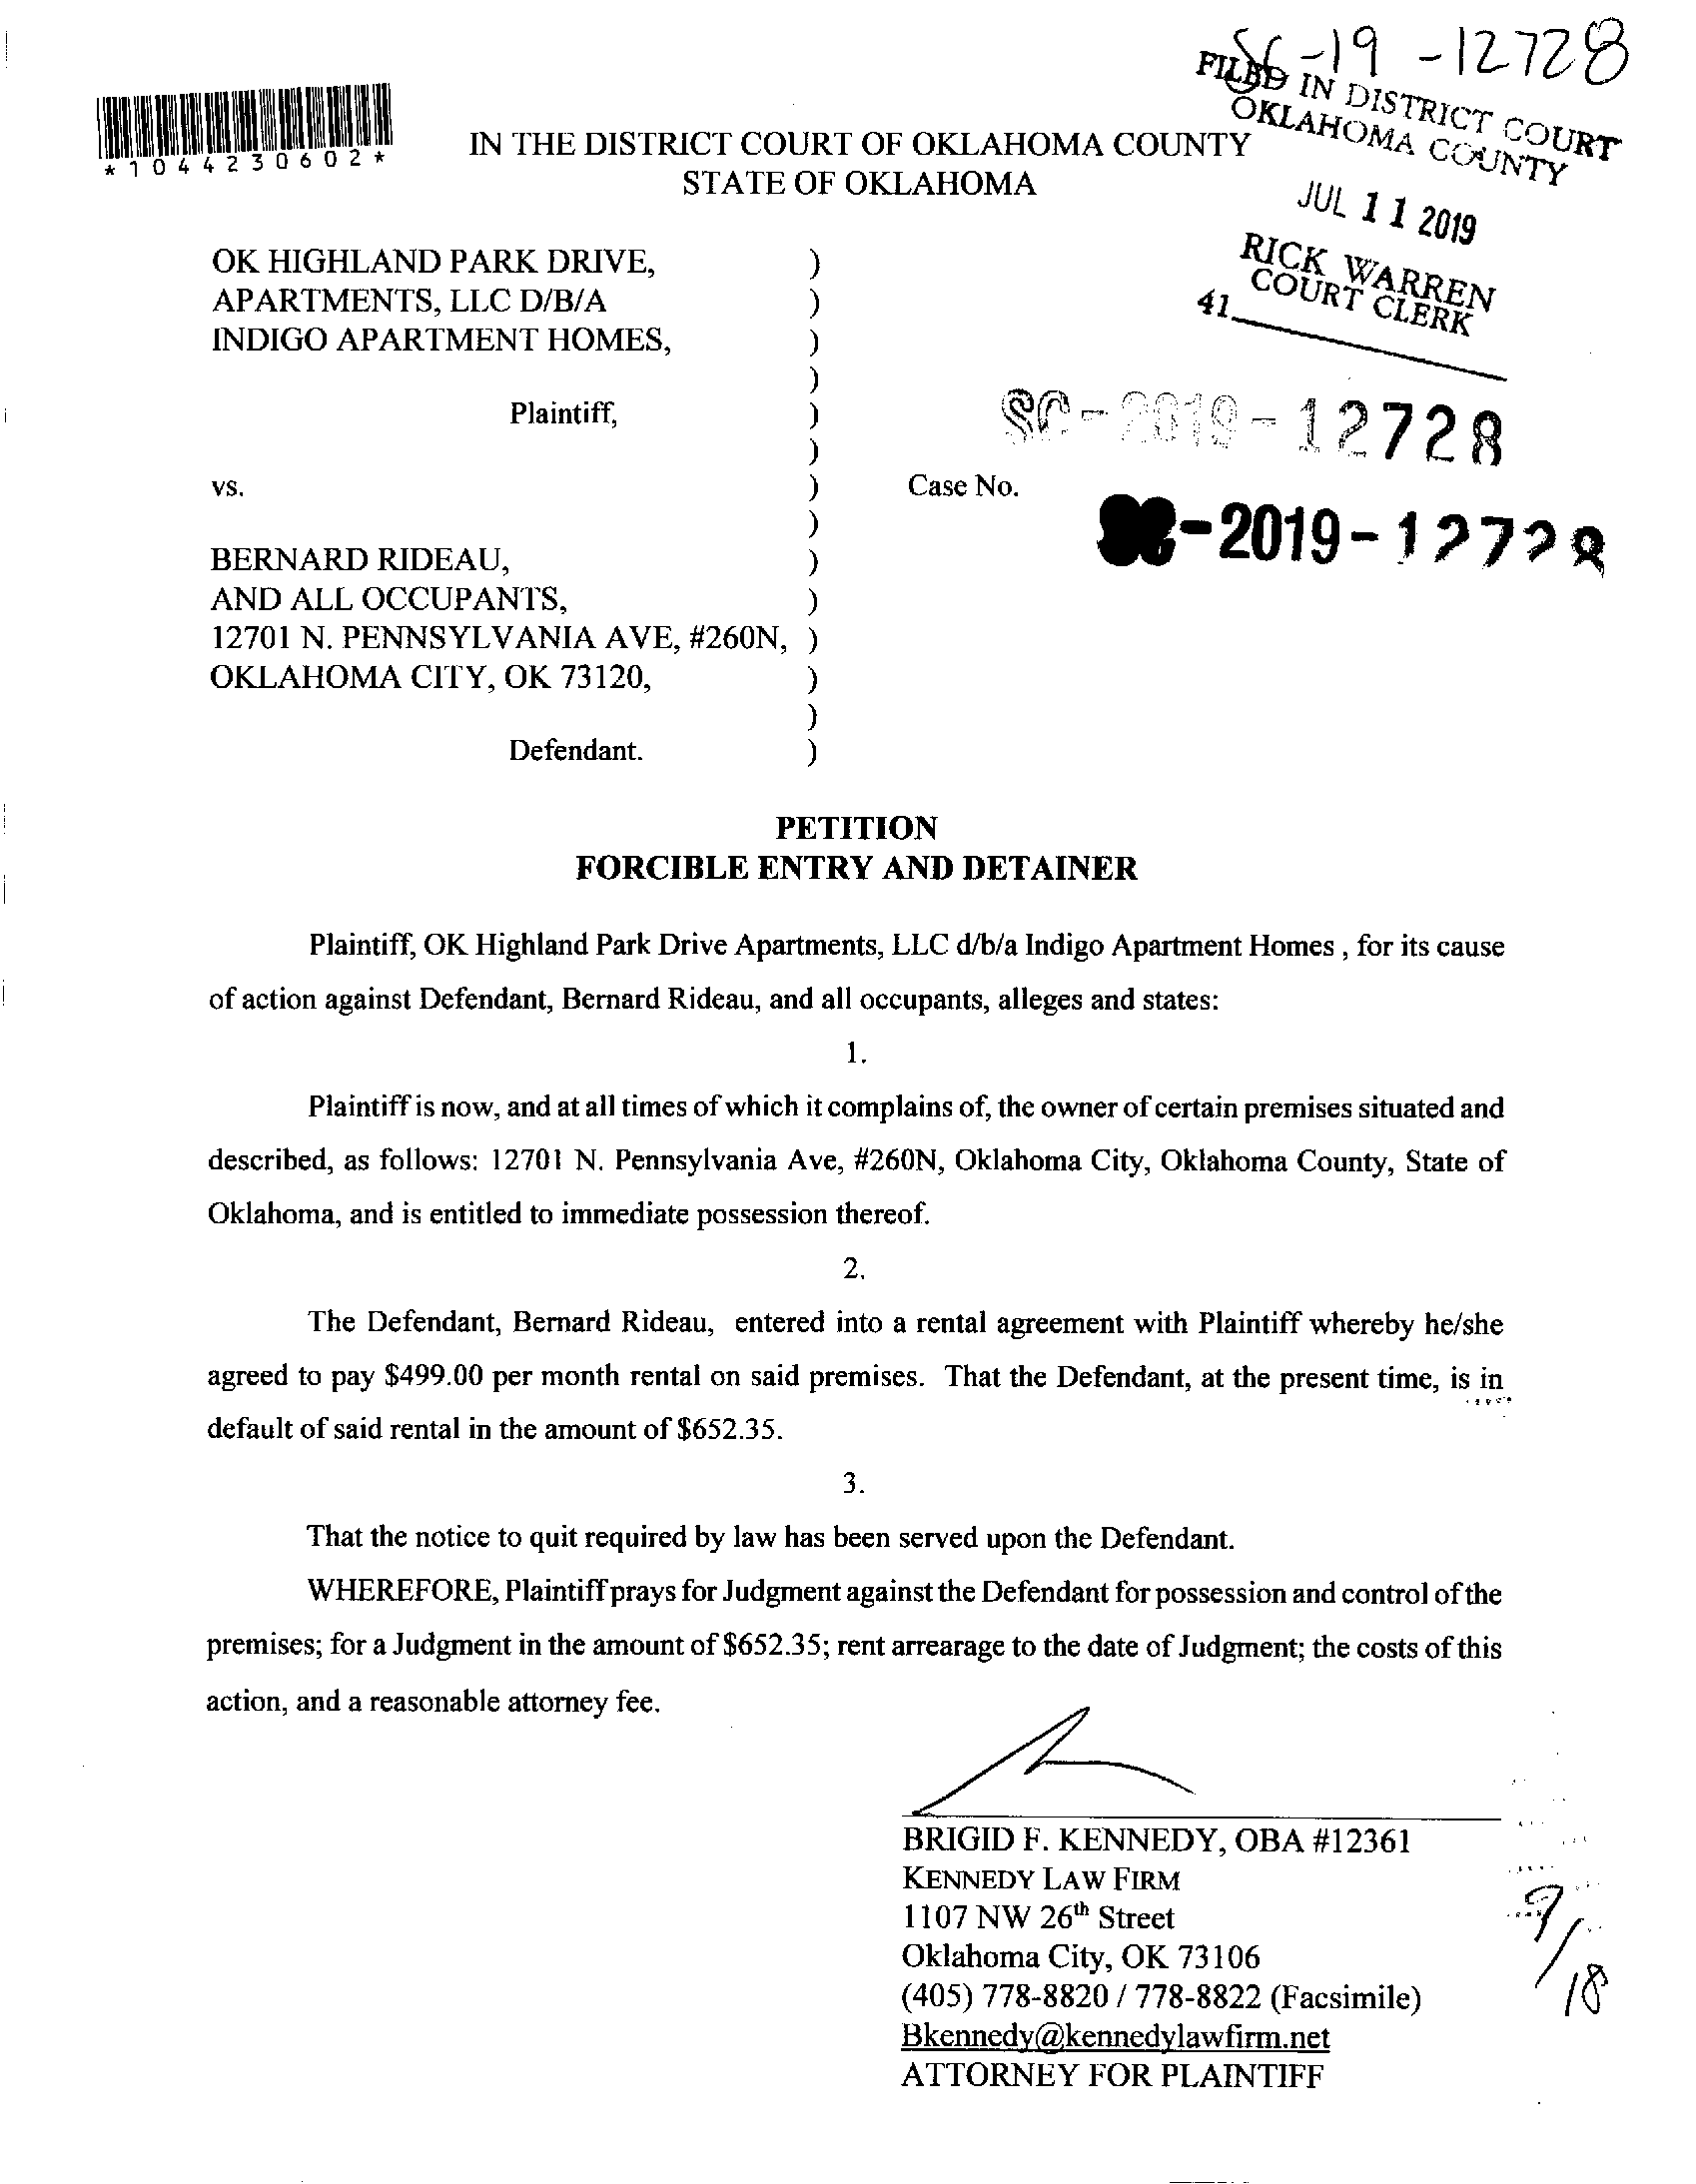 SC-19-12728
FILED IN DISTRICT COURT
OKLAHOMA COUNTY
JUL 11 2019
RICK WARREN
COURT CLERK
41
*1044230602*
IN THE DISTRICT COURT OF OKLAHOMA COUNTY
STATE OF OKLAHOMA
OK HIGHLAND PARK DRIVE, )
APARTMENTS, LLC D/B/A )
INDIGO APARTMENT HOMES, )
)
Plaintiff, )
SC-2019-12728
)
vs. ) Case No.
SC-2019-12728
)
BERNARD RIDEAU, )
AND ALL OCCUPANTS, )
12701 N. PENNSYLVANIA AVE, #260N, )
OKLAHOMA CITY, OK 73120, )
)
Defendant. )
PETITION
FORCIBLE ENTRY AND DETAINER
Plaintiff, OK Highland Park Drive Apartments, LLC d/b/a Indigo Apartment Homes , for its cause
of action against Defendant, Bernard Rideau, and all occupants, alleges and states:
1.
Plaintiff is now, and at all times of which it complains of, the owner of certain premises situated and
described, as follows: 12701 N. Pennsylvania Ave, #260N, Oklahoma City, Oklahoma County, State of
Oklahoma, and is entitled to immediate possession thereof.
2.
The Defendant, Bernard Rideau, entered into a rental agreement with Plaintiff whereby he/she
agreed to pay $499.00 per month rental on said premises. That the Defendant, at the present time, is in
default of said rental in the amount of $652.35.
3.
That the notice to quit required by law has been served upon the Defendant.
WHEREFORE, Plaintiff prays for Judgment against the Defendant for possession and control of the
premises; for a Judgment in the amount of $652.35; rent arrearage to the date of Judgment; the costs of this
action, and a reasonable attorney fee.
BRIGID F. KENNEDY, OBA #12361
KENNEDY LAW FIRM
1107 NW 26th Street
Oklahoma City, OK 73106
(405) 778-8820 / 778-8822 (Facsimile)
Bkennedy@kennedylawfirm.net
ATTORNEY FOR PLAINTIFF